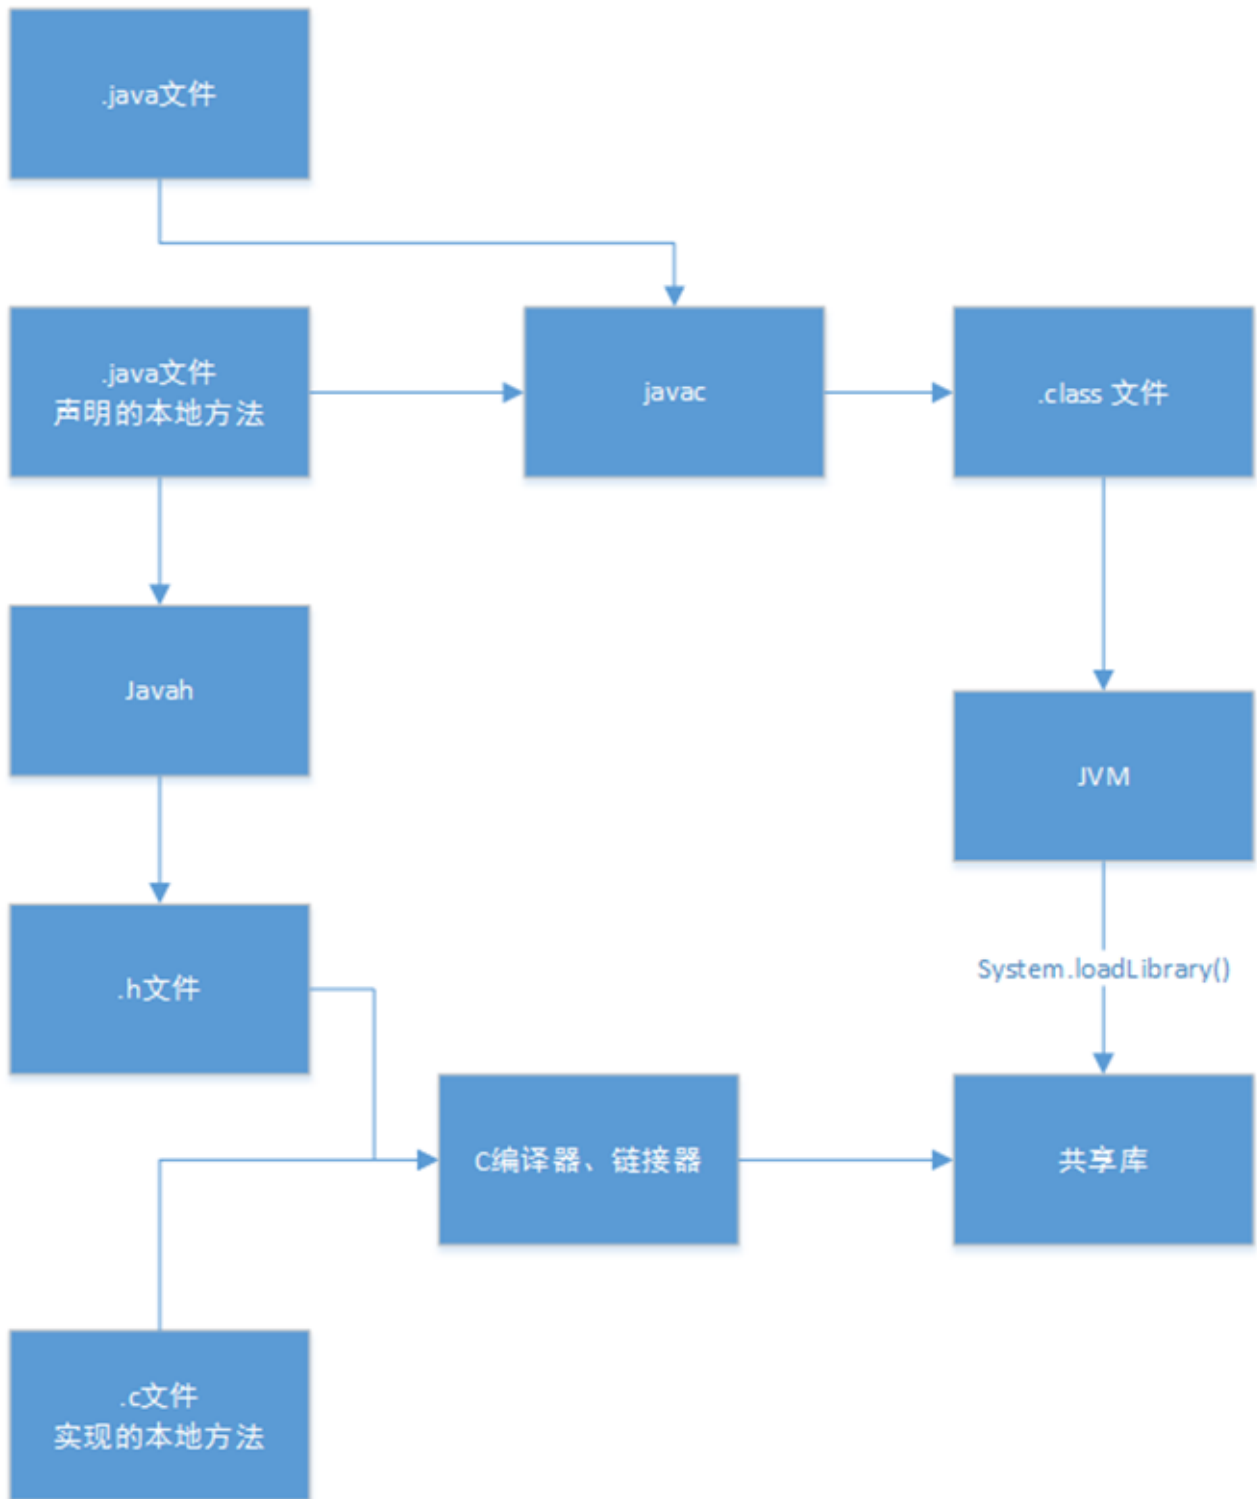 .java文件
.java文件
声明的本地方法
javac
.class 文件
Javah
JVM
System.loadLibrary()
.h文件
C编译器、链接器
共享库
.c文件
实现的本地方法